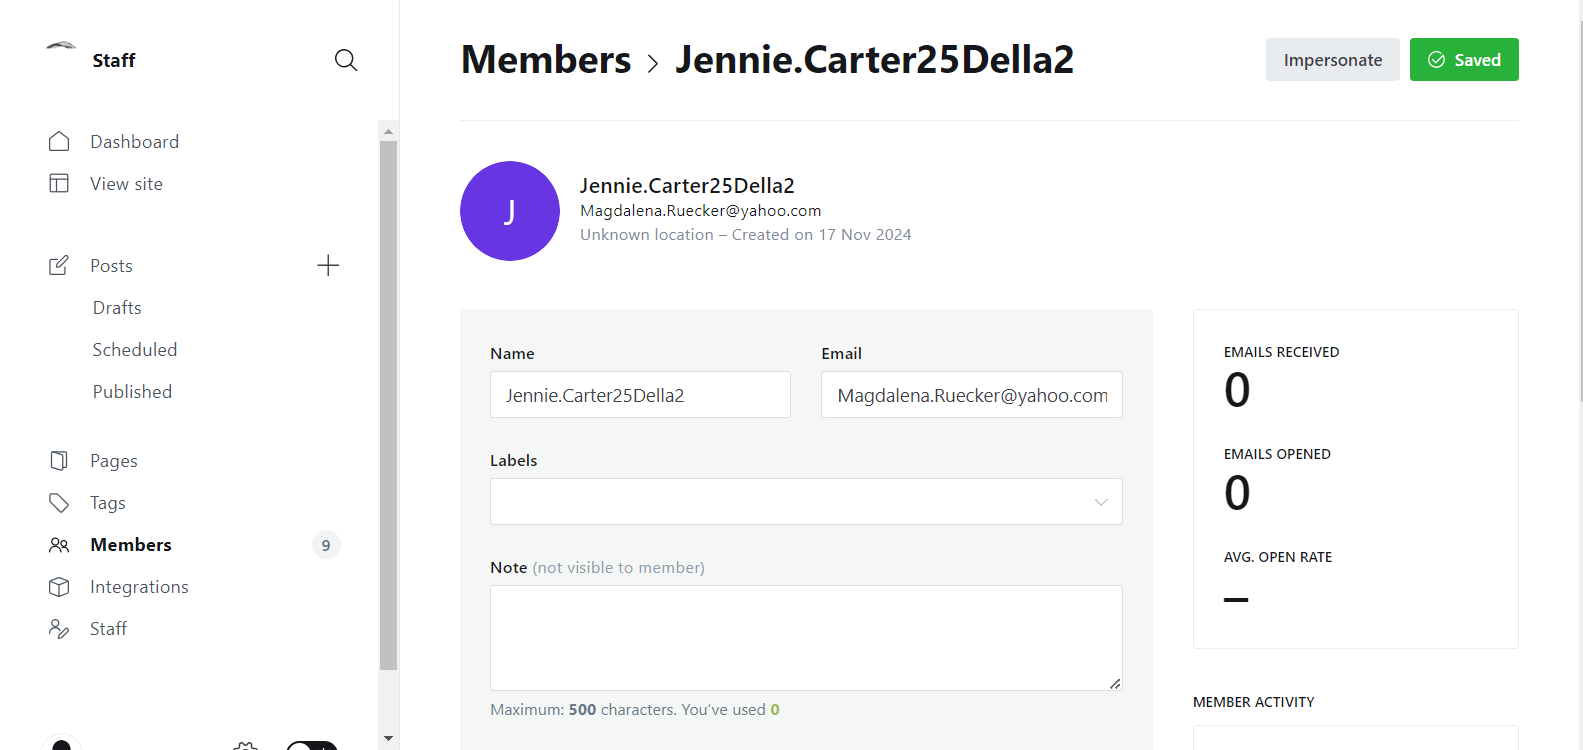 Staff
Dashboard
View site
Posts
Drafts
Scheduled
Published
Pages
Tags
Members 9
Integrations
Staff
Members > Jennie.Carter25Della2
Impersonate
Saved
J
Jennie.Carter25Della2
Magdalena.Ruecker@yahoo.com
Unknown location – Created on 17 Nov 2024
Name
Jennie.Carter25Della2
Email
Magdalena.Ruecker@yahoo.com
Labels
Note (not visible to member)
Maximum: 500 characters. You’ve used 0
EMAILS RECEIVED
0
EMAILS OPENED
0
AVG. OPEN RATE
–
MEMBER ACTIVITY